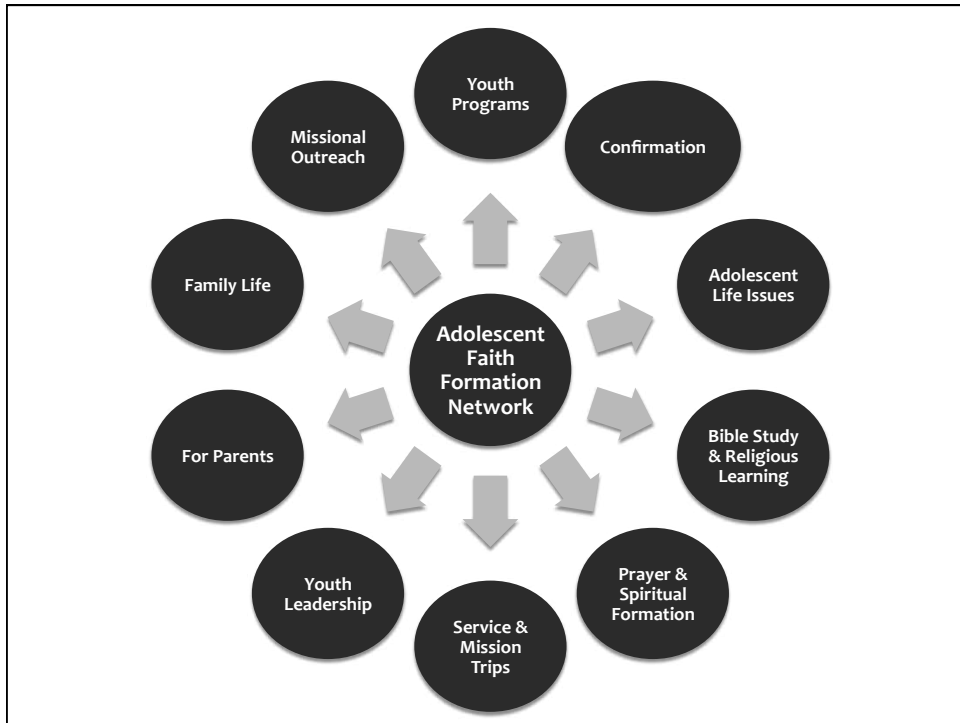 Youth
Programs
Confirmation
Adolescent
Life Issues
Bible Study
& Religious
Learning
Prayer &
Spiritual
Formation
Service &
Mission
Trips
Youth
Leadership
For Parents
Family Life
Missional
Outreach
Adolescent
Faith
Formation
Network